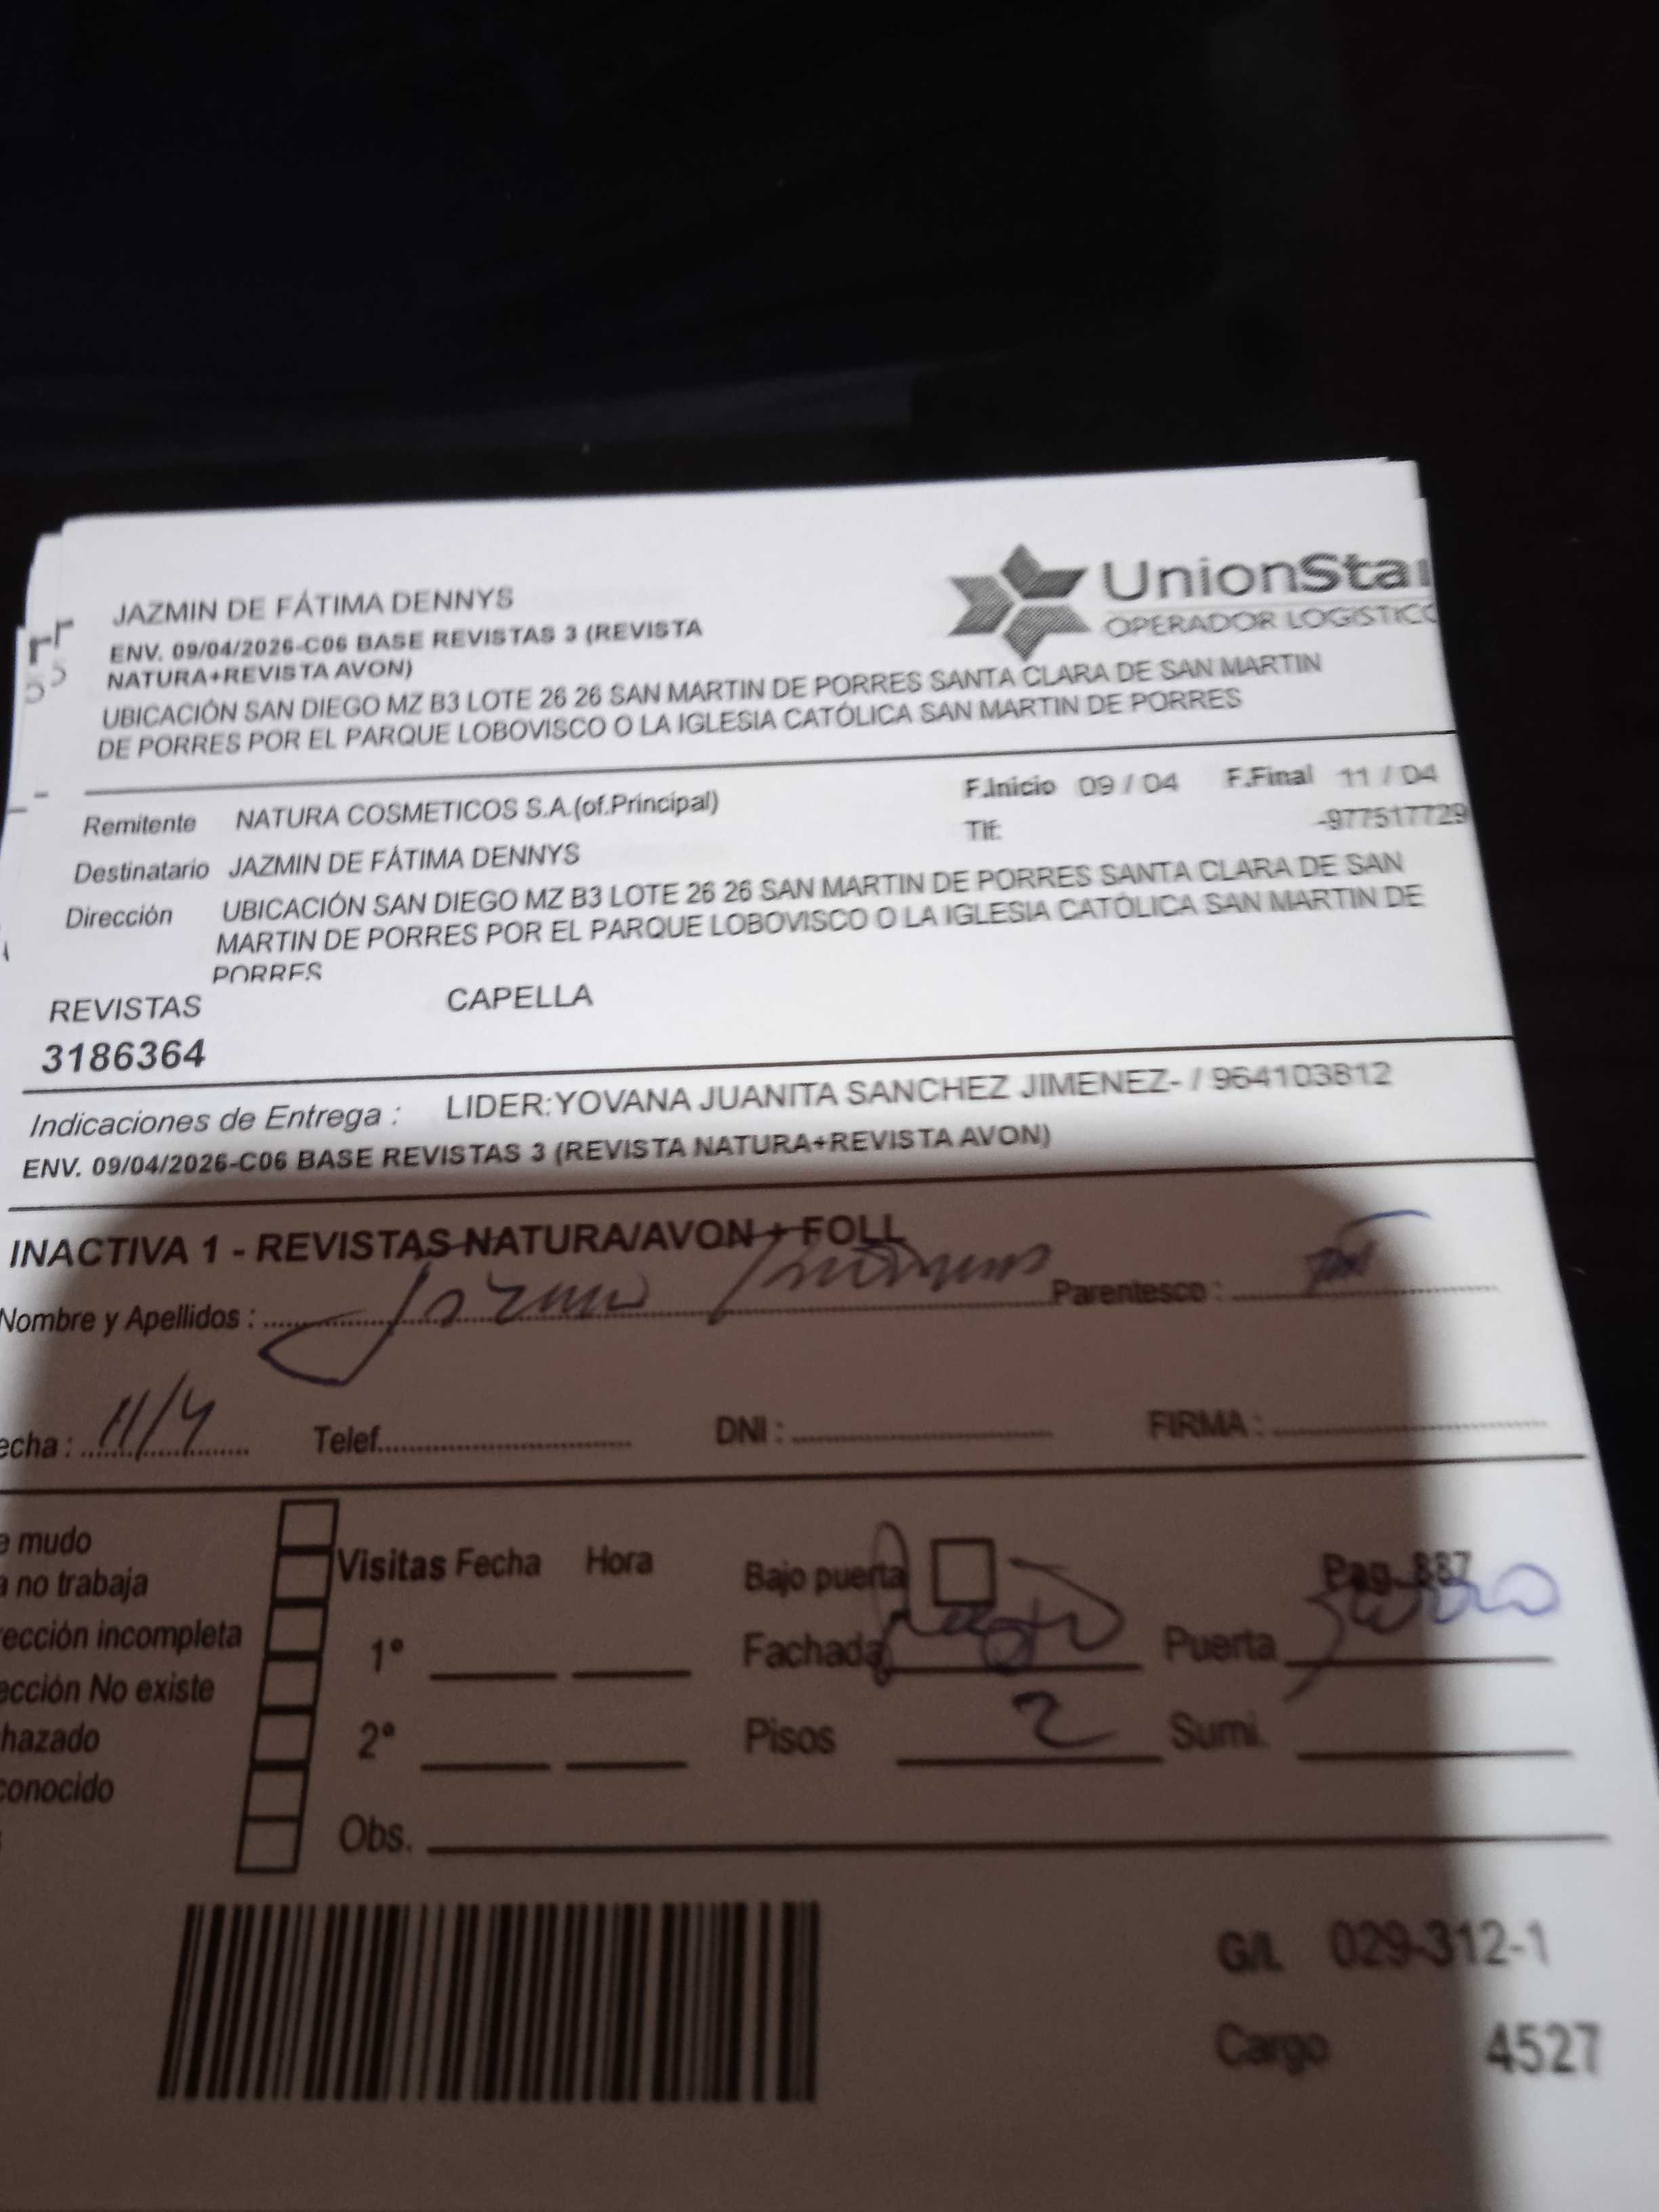 UnionStar
OPERADOR LOGÍSTICO
JAZMIN DE FÁTIMA DENNYS
ENV. 09/04/2026-C06 BASE REVISTAS 3 (REVISTA
NATURA+REVISTA AVON)
UBICACIÓN SAN DIEGO MZ B3 LOTE 26 26 SAN MARTIN DE PORRES SANTA CLARA DE SAN MARTIN
DE PORRES POR EL PARQUE LOBOVISCO O LA IGLESIA CATÓLICA SAN MARTIN DE PORRES
Remitente NATURA COSMETICOS S.A.(of.Principal) F.Inicio 09 / 04 F.Final 11 / 04
Tlf: -977517729
Destinatario JAZMIN DE FÁTIMA DENNYS
Dirección UBICACIÓN SAN DIEGO MZ B3 LOTE 26 26 SAN MARTIN DE PORRES SANTA CLARA DE SAN
MARTIN DE PORRES POR EL PARQUE LOBOVISCO O LA IGLESIA CATÓLICA SAN MARTIN DE
PORRES
REVISTAS CAPELLA
3186364
Indicaciones de Entrega : LIDER:YOVANA JUANITA SANCHEZ JIMENEZ- / 964103812
ENV. 09/04/2026-C06 BASE REVISTAS 3 (REVISTA NATURA+REVISTA AVON)
INACTIVA 1 - REVISTAS NATURA/AVON + FOLL
Nombre y Apellidos : Parentesco :
echa : 11/4 Telef. DNI : FIRMA :
e mudo
a no trabaja
rección incompleta
ección No existe
hazado
conocido
Visitas Fecha Hora
1°
2°
Obs.
Bajo puerta Pag-887
Fachada Puerta
Pisos 2 Sumi.
G/L 029-312-1
Cargo 4527